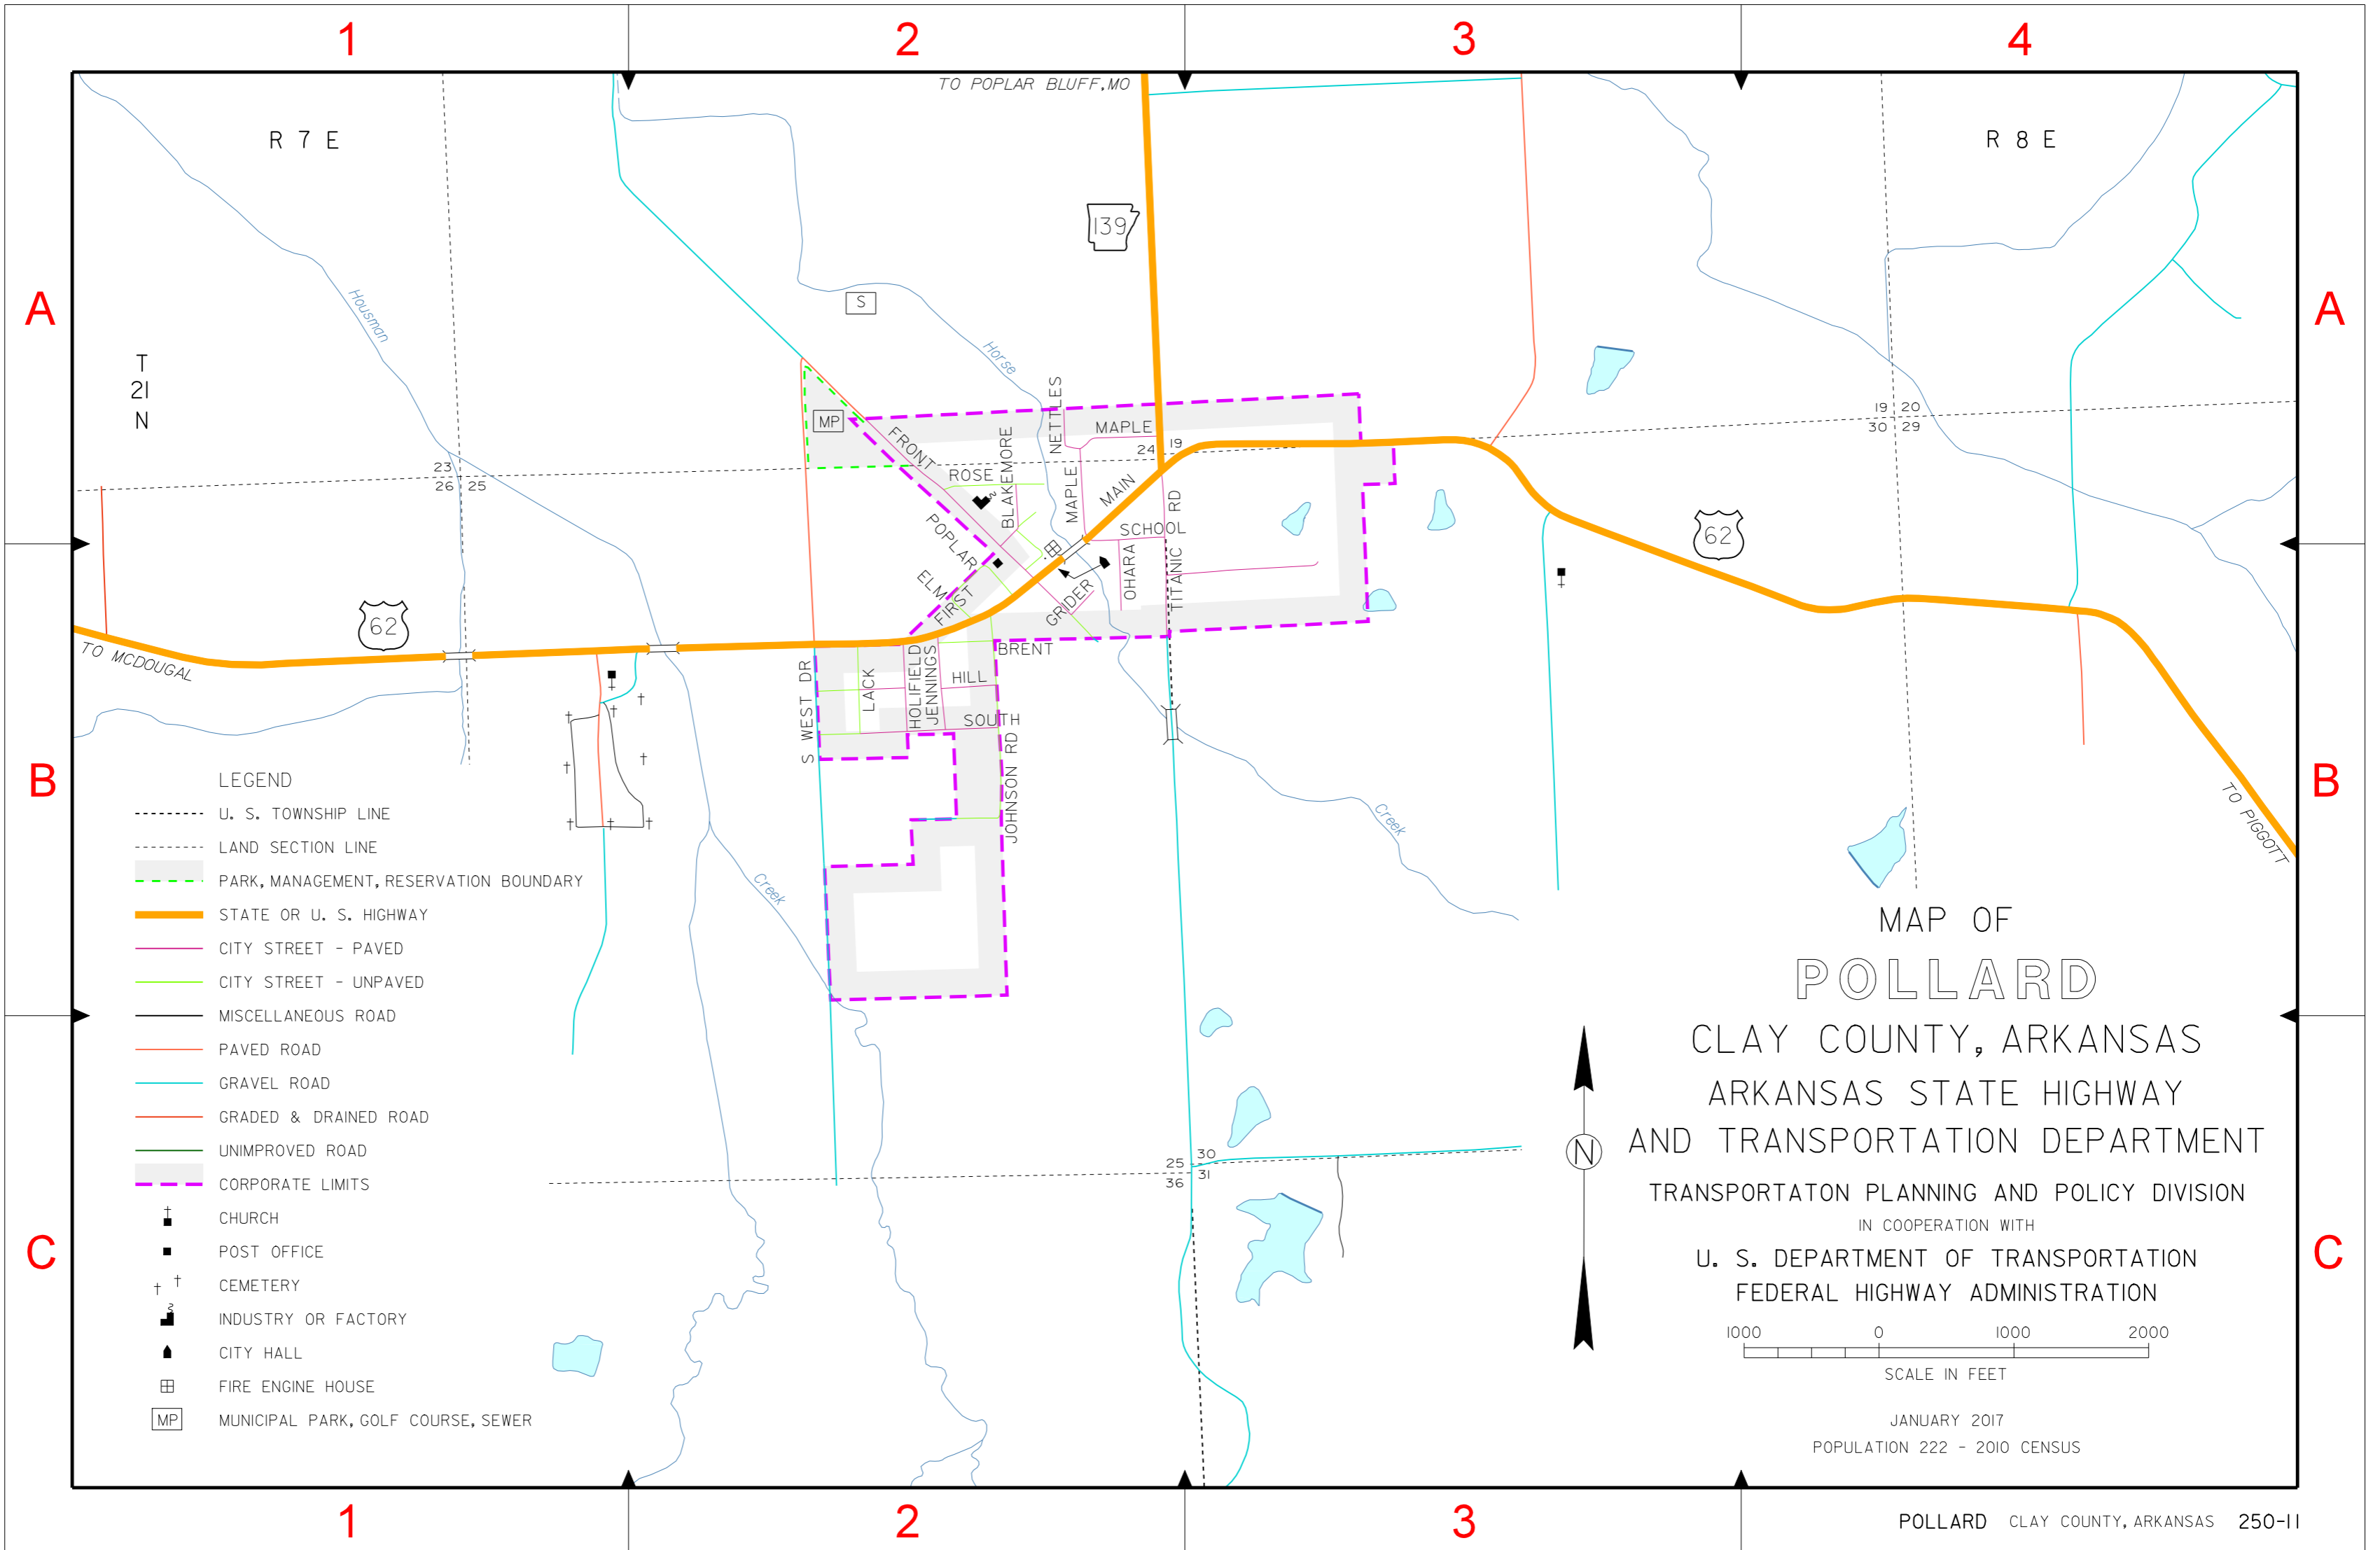 1 2 3 4
TO POPLAR BLUFF, MO
R 7 E
R 8 E
139
A
A
S
Housman
Horse
T
21
N
MP
NETTLES
MAPLE
FRONT
BLAKEMORE
19
24
19 20
30 29
23
26 25
ROSE
MAPLE
MAIN
TITANIC RD
SCHOOL
POPLAR
62
OHARA
ELM
FIRST
GRIDER
62
TO MCDOUGAL
BRENT
S WEST DR
LACK
HOLIFIELD
JENNINGS
HILL
SOUTH
JOHNSON RD
B
B
Creek
Creek
TO PIGGOTT
LEGEND
U. S. TOWNSHIP LINE
LAND SECTION LINE
PARK, MANAGEMENT, RESERVATION BOUNDARY
STATE OR U. S. HIGHWAY
CITY STREET - PAVED
CITY STREET - UNPAVED
MISCELLANEOUS ROAD
PAVED ROAD
GRAVEL ROAD
GRADED & DRAINED ROAD
UNIMPROVED ROAD
CORPORATE LIMITS
CHURCH
POST OFFICE
CEMETERY
INDUSTRY OR FACTORY
CITY HALL
FIRE ENGINE HOUSE
MP MUNICIPAL PARK, GOLF COURSE, SEWER
25 30
36 31
C
C
N
MAP OF
POLLARD
CLAY COUNTY, ARKANSAS
ARKANSAS STATE HIGHWAY
AND TRANSPORTATION DEPARTMENT
TRANSPORTATON PLANNING AND POLICY DIVISION
IN COOPERATION WITH
U. S. DEPARTMENT OF TRANSPORTATION
FEDERAL HIGHWAY ADMINISTRATION
1000 0 1000 2000
SCALE IN FEET
JANUARY 2017
POPULATION 222 - 2010 CENSUS
1 2 3
POLLARD CLAY COUNTY, ARKANSAS 250-11